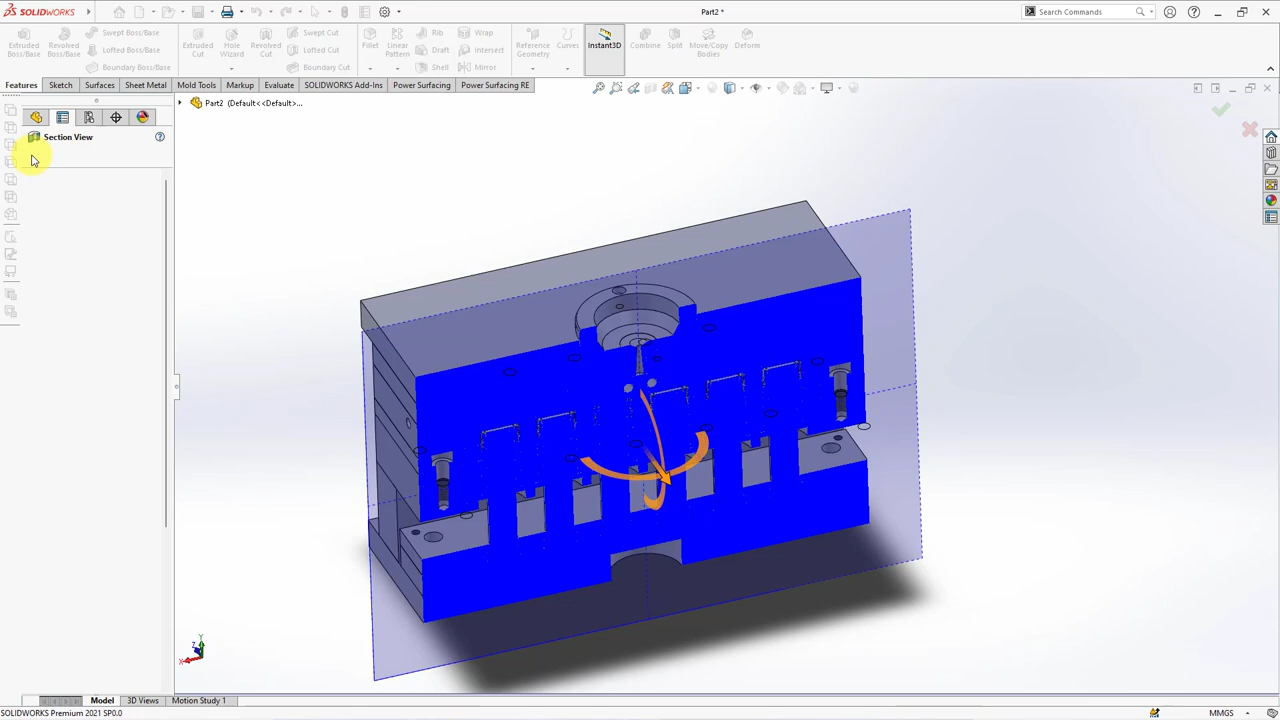 SOLIDWORKS
Part2 *
Search Commands
Extruded Boss/Base
Revolved Boss/Base
Swept Boss/Base
Lofted Boss/Base
Boundary Boss/Base
Extruded Cut
Hole Wizard
Revolved Cut
Swept Cut
Lofted Cut
Boundary Cut
Fillet
Linear Pattern
Rib
Draft
Shell
Wrap
Intersect
Mirror
Reference Geometry
Curves
Instant3D
Combine
Split
Move/Copy Bodies
Deform
Features Sketch Surfaces Sheet Metal Mold Tools Markup Evaluate SOLIDWORKS Add-Ins Power Surfacing Power Surfacing RE
Part2 (Default<<Default>...
Section View
Y
Z
X
Model 3D Views Motion Study 1
SOLIDWORKS Premium 2021 SP0.0
MMGS